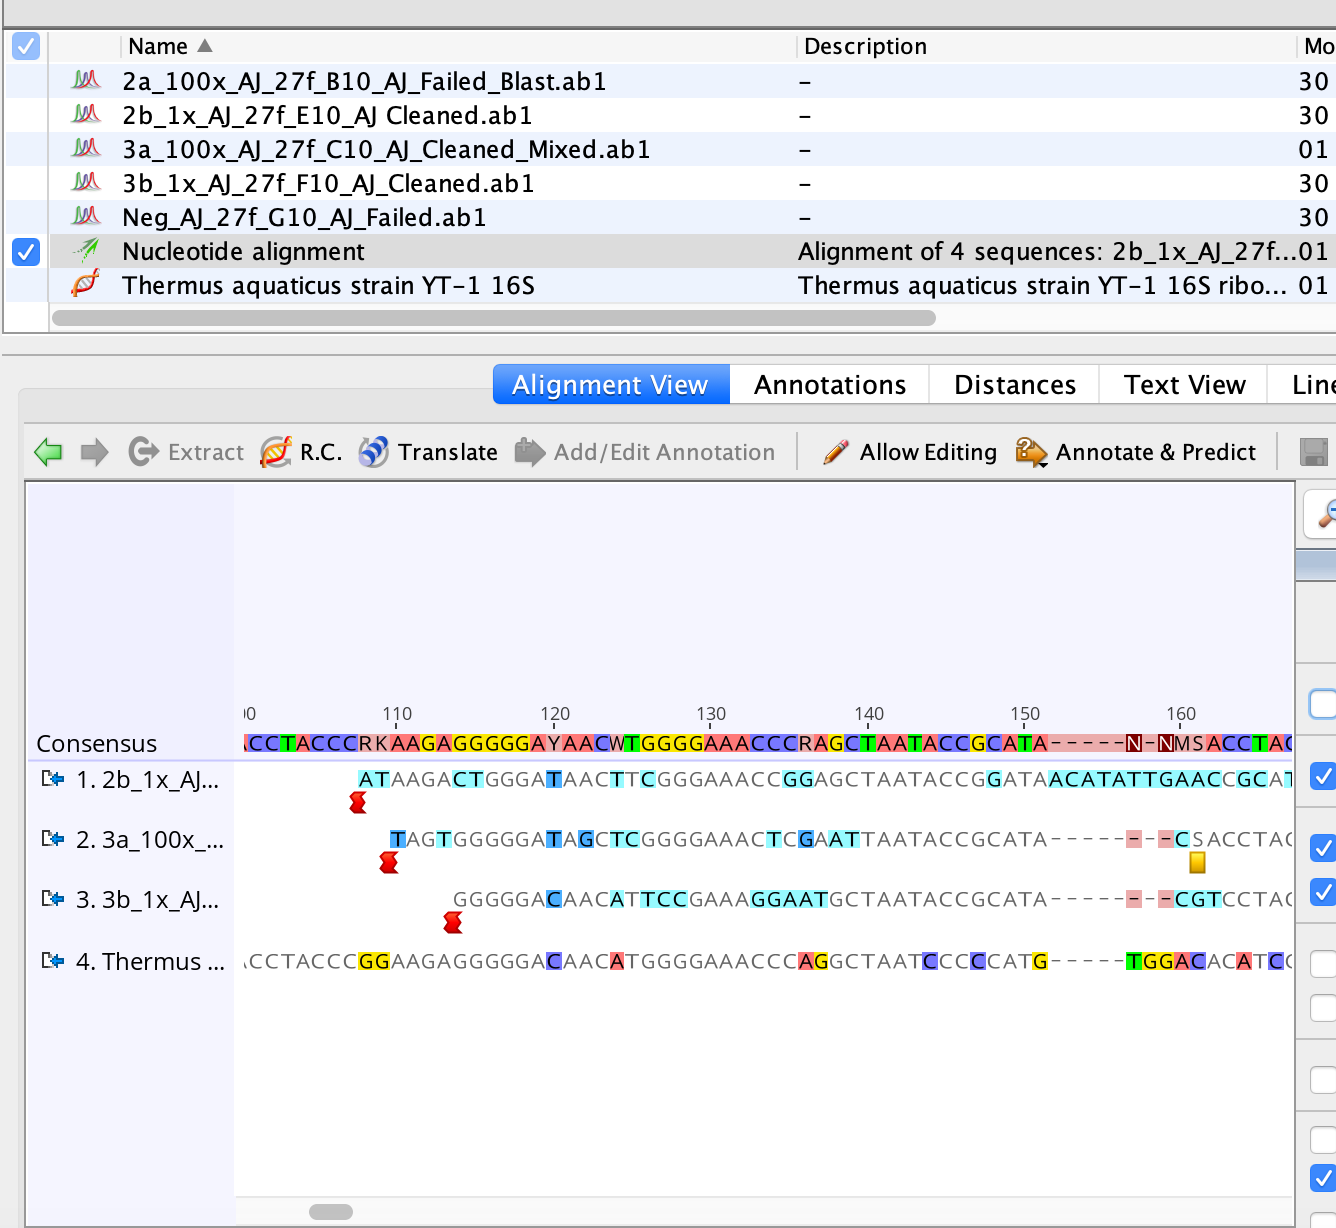 Name Description Mo
2a_100x_AJ_27f_B10_AJ_Failed_Blast.ab1 – 30
2b_1x_AJ_27f_E10_AJ Cleaned.ab1 – 30
3a_100x_AJ_27f_C10_AJ_Cleaned_Mixed.ab1 – 01
3b_1x_AJ_27f_F10_AJ_Cleaned.ab1 – 30
Neg_AJ_27f_G10_AJ_Failed.ab1 – 30
Nucleotide alignment Alignment of 4 sequences: 2b_1x_AJ_27f...01
Thermus aquaticus strain YT-1 16S Thermus aquaticus strain YT-1 16S ribo... 01
Alignment View Annotations Distances Text View Line
Extract R.C. Translate Add/Edit Annotation Allow Editing Annotate & Predict
00 110 120 130 140 150 160
Consensus ACCTACCCRKAAGAGGGGGAYAACWTGGGGAAACCCRAGCTAATACCGCATA-----N-NMSACCTAC
1. 2b_1x_AJ... ATAAGACTGGGATAACTTCGGGAAACCGGAGCTAATACCGGATAACATATTGAACCGCAT
2. 3a_100x_... TAGTGGGGGATAGCTCGGGGAAACTCGAATTAATACCGCATA--------CSACCTAC
3. 3b_1x_AJ... GGGGGACAACATTCCGAAAGGAATGCTAATACCGCATA--------CGTCCTAC
4. Thermus ... ACCTACCCGGAAGAGGGGGACAACATGGGGAAACCCAGGCTAATCCCCCATG-----TGGACACATCC